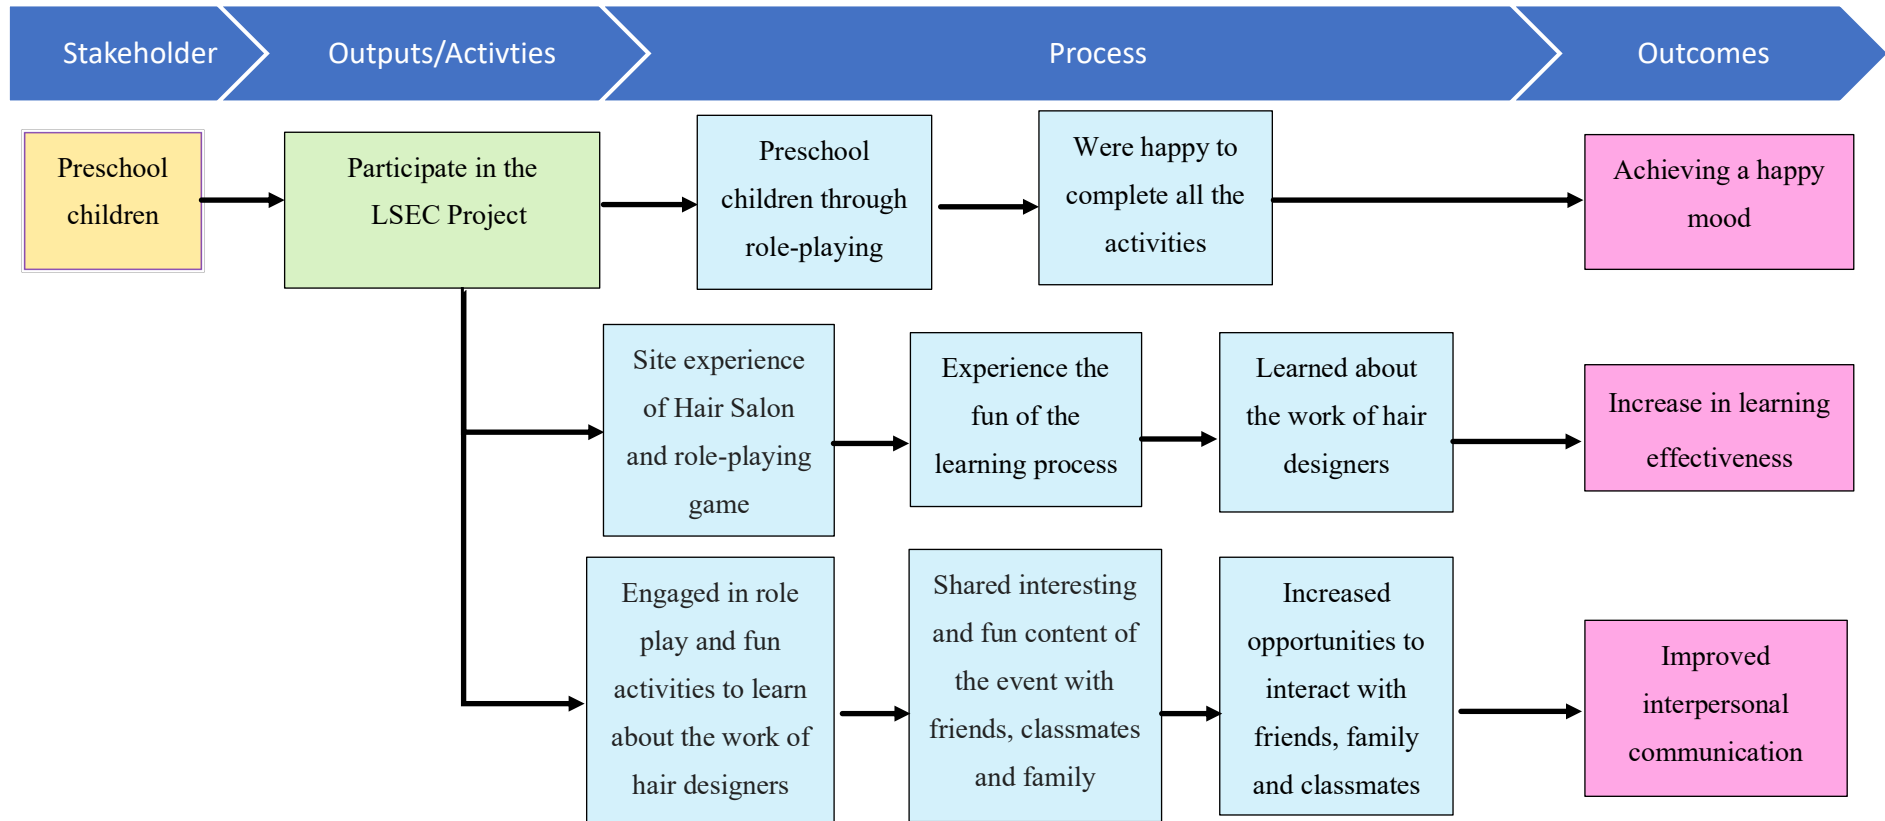 Stakeholder
Outputs/Activties
Process
Outcomes
Preschool
children
Participate in the
LSEC Project
Preschool
children through
role-playing
Were happy to
complete all the
activities
Achieving a happy
mood
Site experience
of Hair Salon
and role-playing
game
Experience the
fun of the
learning process
Learned about
the work of hair
designers
Increase in learning
effectiveness
Engaged in role
play and fun
activities to learn
about the work of
hair designers
Shared interesting
and fun content of
the event with
friends, classmates
and family
Increased
opportunities to
interact with
friends, family
and classmates
Improved
interpersonal
communication